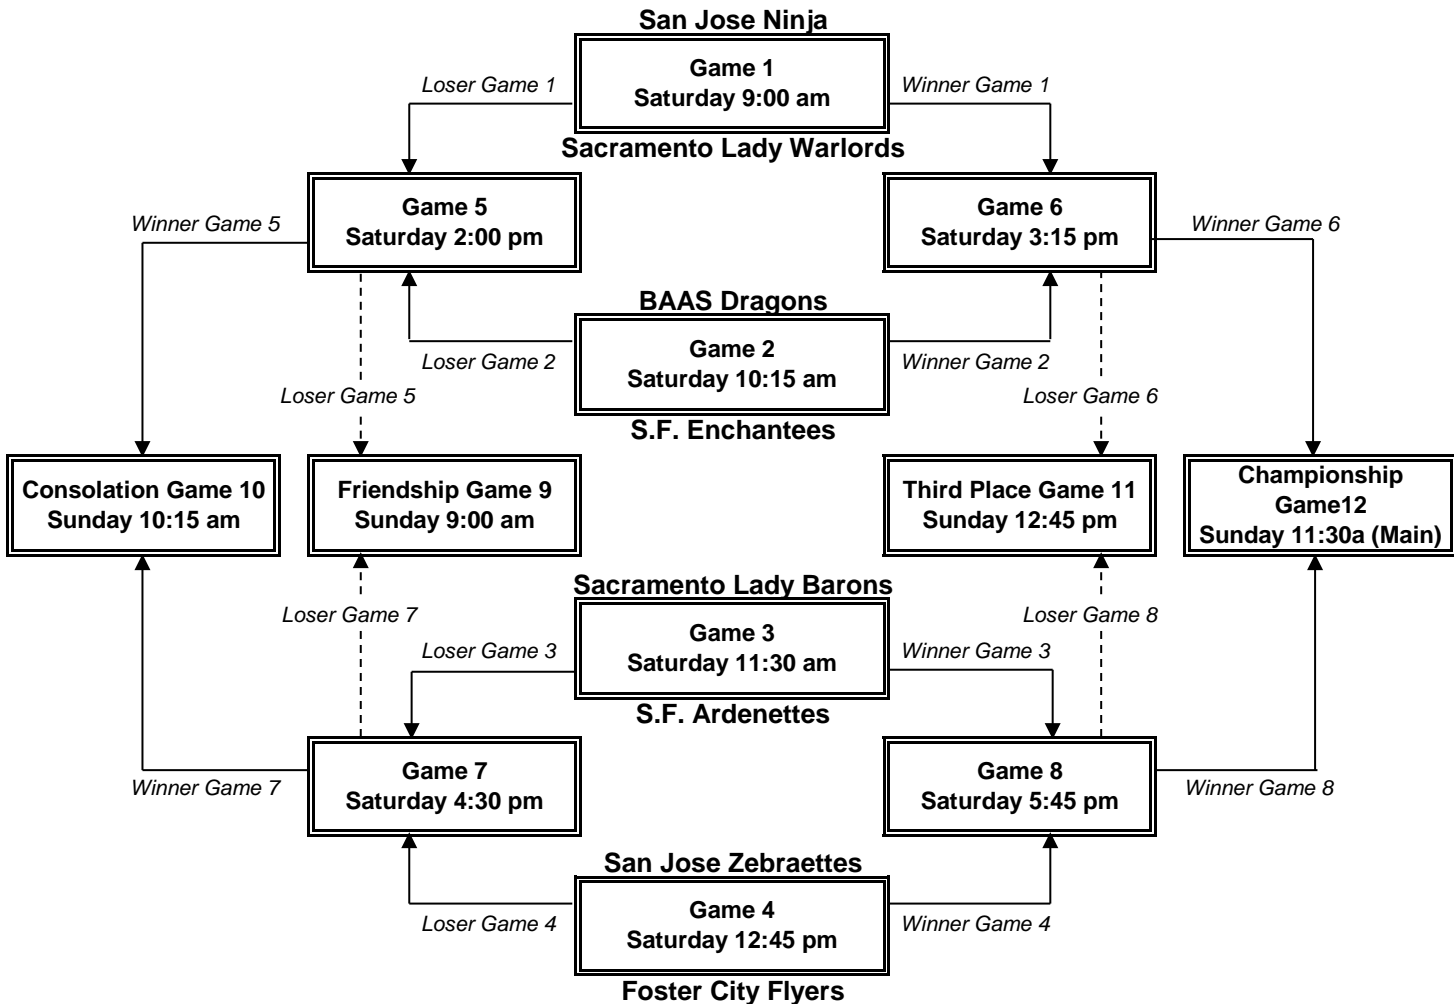 San Jose Ninja
Game 1
Saturday 9:00 am
Loser Game 1
Winner Game 1
Sacramento Lady Warlords
Game 5
Saturday 2:00 pm
Game 6
Saturday 3:15 pm
Winner Game 5
Winner Game 6
BAAS Dragons
Game 2
Saturday 10:15 am
Loser Game 2
Winner Game 2
Loser Game 5
Loser Game 6
S.F. Enchantees
Consolation Game 10
Sunday 10:15 am
Friendship Game 9
Sunday 9:00 am
Third Place Game 11
Sunday 12:45 pm
Championship
Game12
Sunday 11:30a (Main)
Sacramento Lady Barons
Loser Game 7
Loser Game 8
Game 3
Saturday 11:30 am
Loser Game 3
Winner Game 3
S.F. Ardenettes
Game 7
Saturday 4:30 pm
Game 8
Saturday 5:45 pm
Winner Game 7
Winner Game 8
San Jose Zebraettes
Game 4
Saturday 12:45 pm
Loser Game 4
Winner Game 4
Foster City Flyers